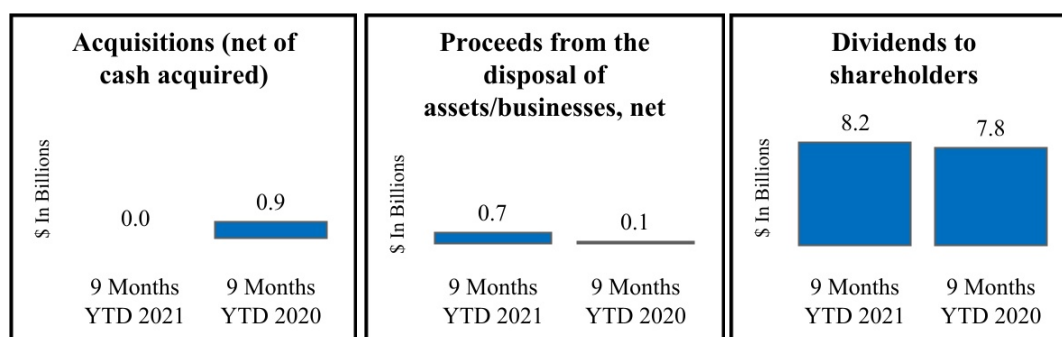 Acquisitions (net of
cash acquired)
$ In Billions
0.0
0.9
9 Months
YTD 2021
9 Months
YTD 2020
Proceeds from the
disposal of
assets/businesses, net
$ In Billions
0.7
0.1
9 Months
YTD 2021
9 Months
YTD 2020
Dividends to
shareholders
$ In Billions
8.2
7.8
9 Months
YTD 2021
9 Months
YTD 2020